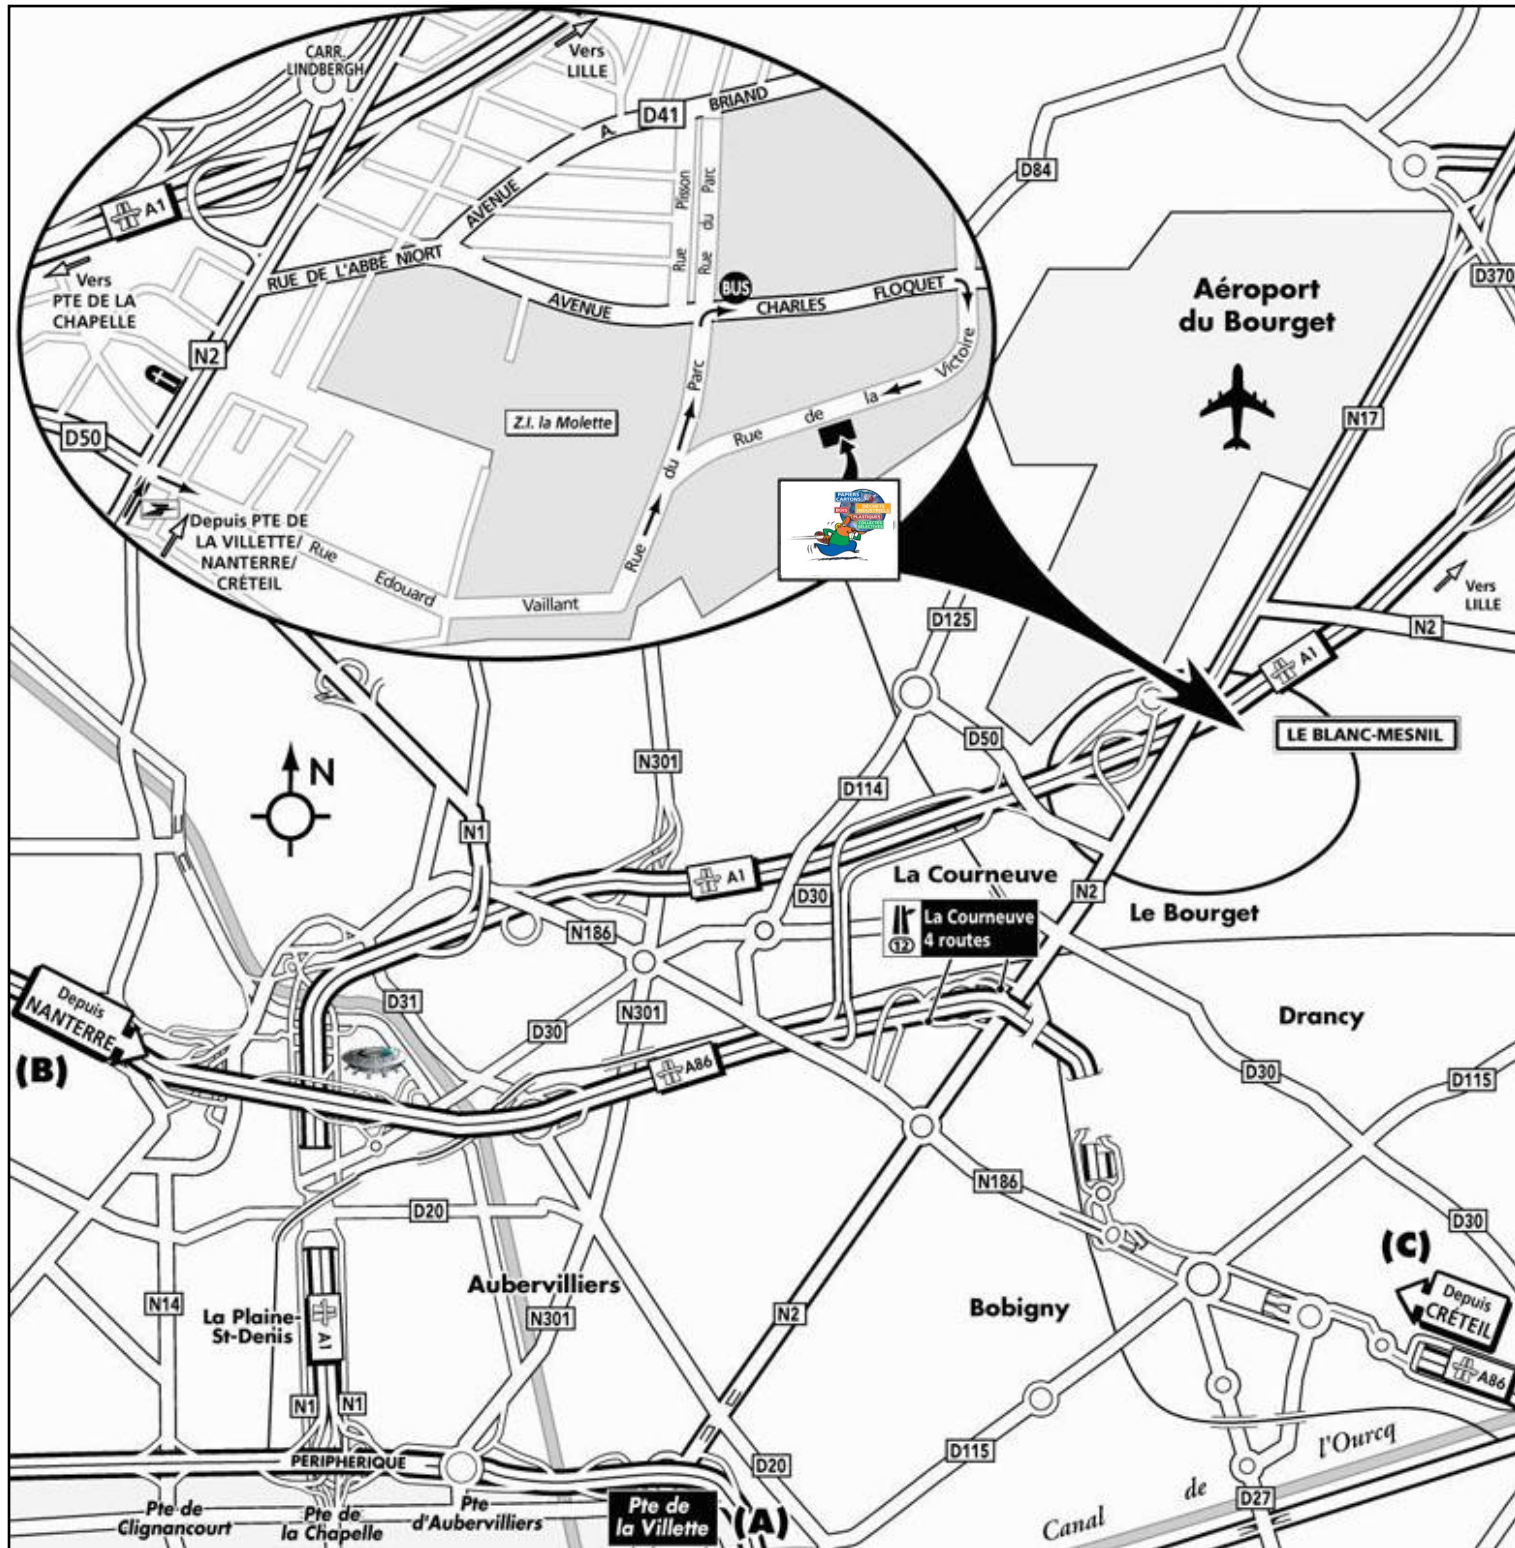 CARR.
LINDBERGH
Vers
LILLE
D41
A.
BRIAND
AVENUE
A1
Vers
PTE DE LA
CHAPELLE
RUE DE L'ABBÉ NIORT
Rue Plisson
Rue du Parc
BUS
AVENUE
CHARLES
FLOQUET
N2
D50
Z.I. la Molette
Rue de la Victoire
Rue du Parc
PAPIERS
CARTONS
Depuis PTE DE
LA VILLETTE/
NANTERRE/
CRÉTEIL
Rue Edouard Vaillant
D84
D370
Aéroport
du Bourget
N17
Vers
LILLE
N2
D125
A1
LE BLANC-MESNIL
N
N301
D50
D114
N1
A1
D30
La Courneuve
N2
Le Bourget
La Courneuve
4 routes
12
N186
Depuis
NANTERRE
(B)
D31
N301
D30
A86
Drancy
D30
D115
N186
D20
D30
(C)
Depuis
CRÉTEIL
A86
Aubervilliers
Bobigny
N14
La Plaine-
St-Denis
A1
N301
N2
N1
N1
PERIPHERIQUE
D115
D20
D27
Canal de l'Ourcq
Pte de
Clignancourt
Pte de
la Chapelle
Pte
d'Aubervilliers
Pte de
la Villette
(A)